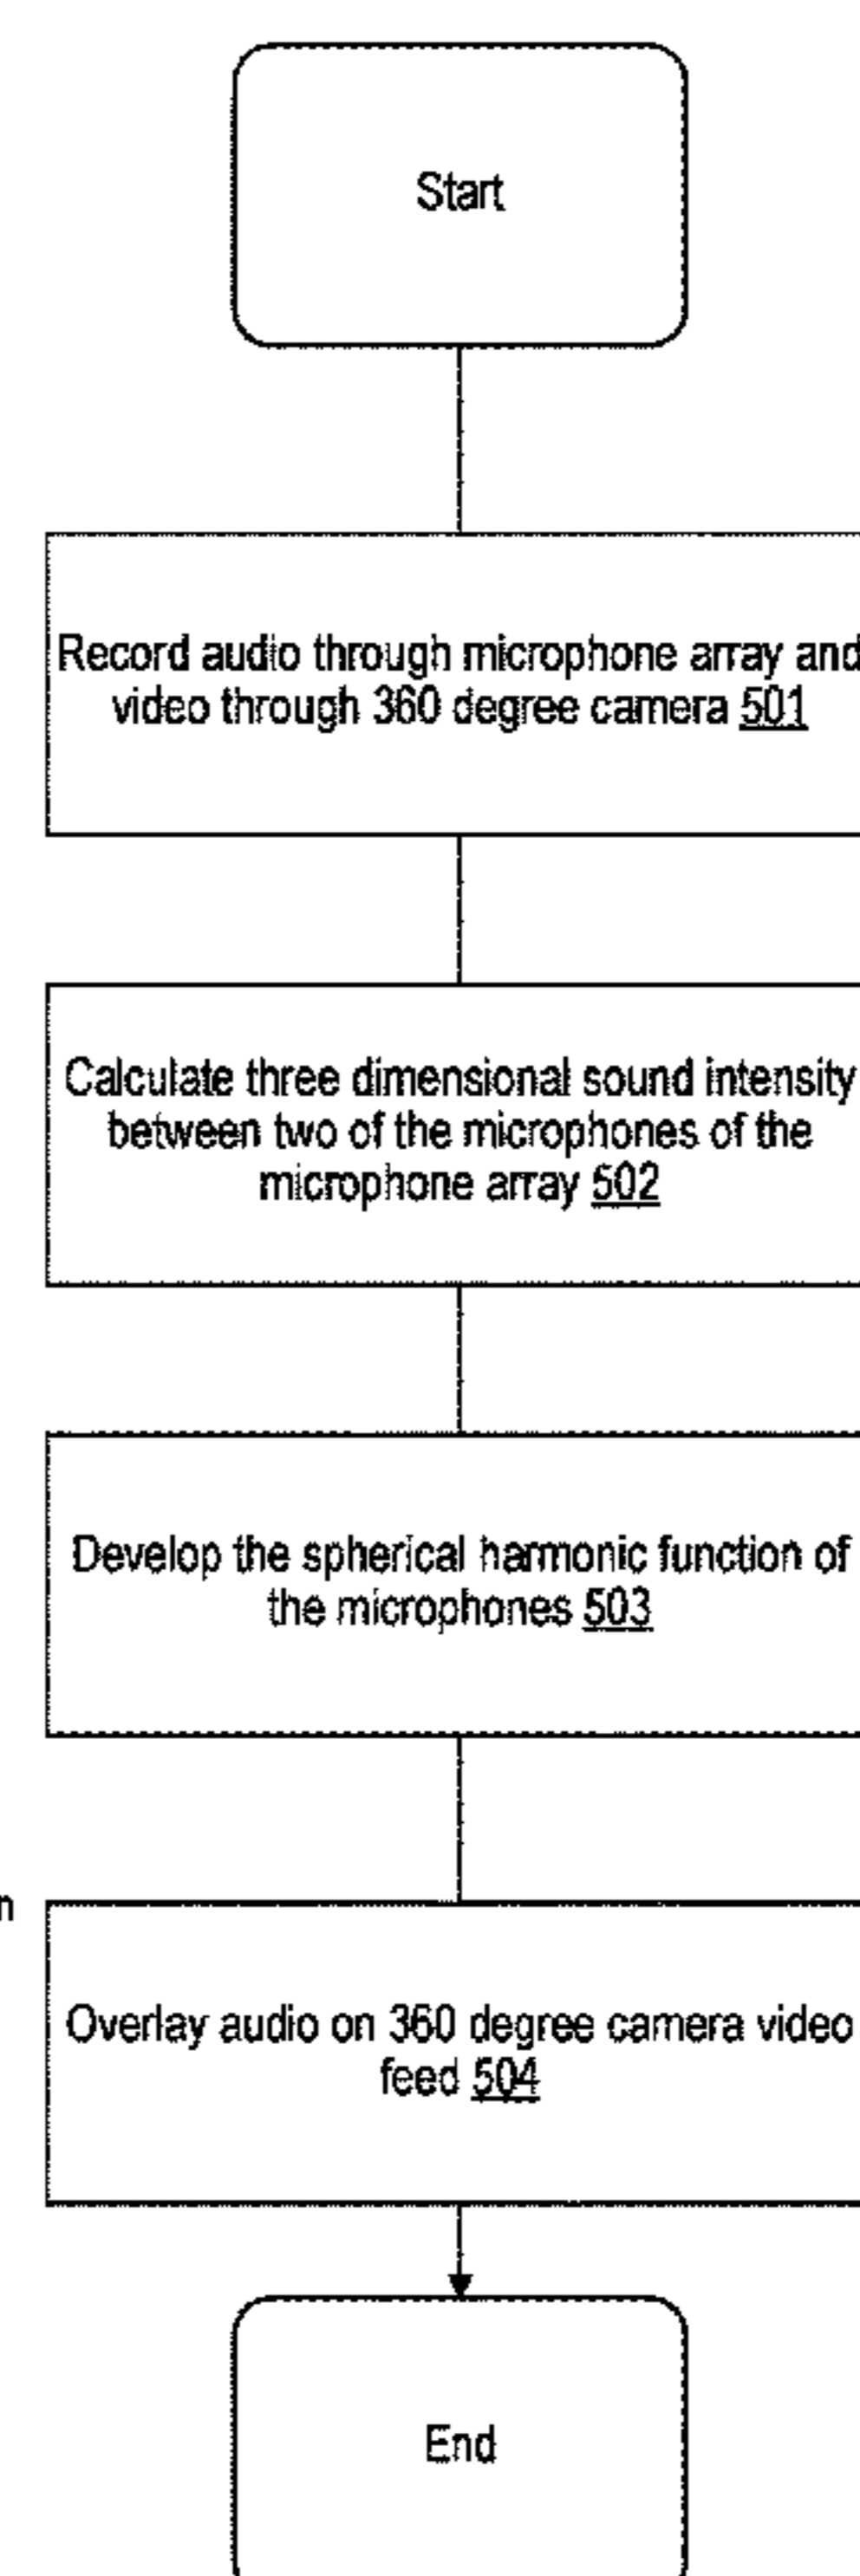 Start
Record audio through microphone array and
video through 360 degree camera 501
Calculate three dimensional sound intensity
between two of the microphones of the
microphone array 502
Develop the spherical harmonic function of
the microphones 503
n
Overlay audio on 360 degree camera video
feed 504
End